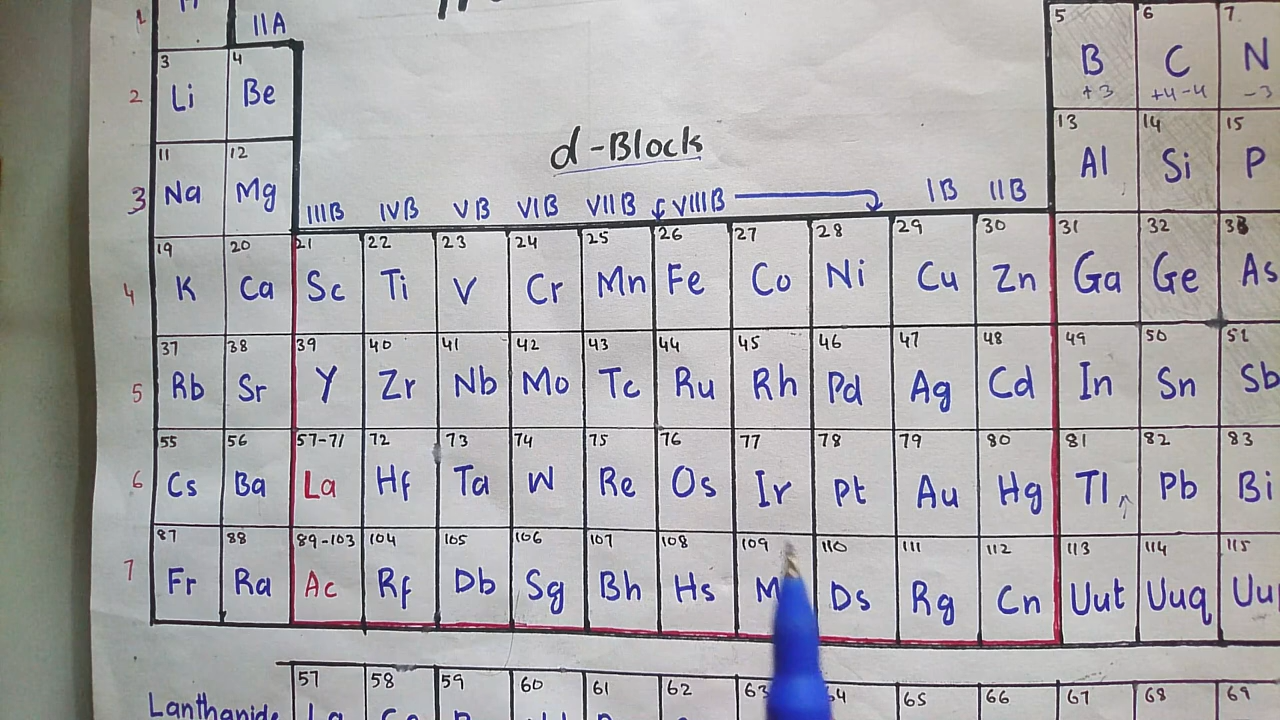 1
IIA
5 6 7
B C N
+3 +4-4 -3
3 4
2 Li Be
d-Block
13 14 15
Al Si P
11 12
3 Na Mg
IIIB IVB VB VIB VIIB VIIIB IB IIB
19 20 21 22 23 24 25 26 27 28 29 30 31 32 33
4 K Ca Sc Ti V Cr Mn Fe Co Ni Cu Zn Ga Ge As
37 38 39 40 41 42 43 44 45 46 47 48 49 50 51
5 Rb Sr Y Zr Nb Mo Tc Ru Rh Pd Ag Cd In Sn Sb
55 56 57-71 72 73 74 75 76 77 78 79 80 81 82 83
6 Cs Ba La Hf Ta W Re Os Ir Pt Au Hg Tl Pb Bi
87 88 89-103 104 105 106 107 108 109 110 111 112 113 114 115
7 Fr Ra Ac Rf Db Sg Bh Hs M Ds Rg Cn Uut Uuq Uu
57 58 59 60 61 62 63 64 65 66 67 68 69
Lanthanide La Ce